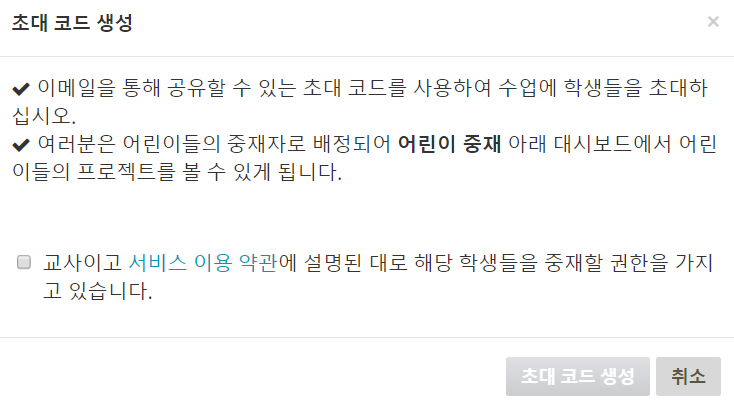 초대 코드 생성
×
✔ 이메일을 통해 공유할 수 있는 초대 코드를 사용하여 수업에 학생들을 초대하
십시오.
✔ 여러분은 어린이들의 중재자로 배정되어 어린이 중재 아래 대시보드에서 어린
이들의 프로젝트를 볼 수 있게 됩니다.
교사이고 서비스 이용 약관에 설명된 대로 해당 학생들을 중재할 권한을 가지
고 있습니다.
초대 코드 생성 취소